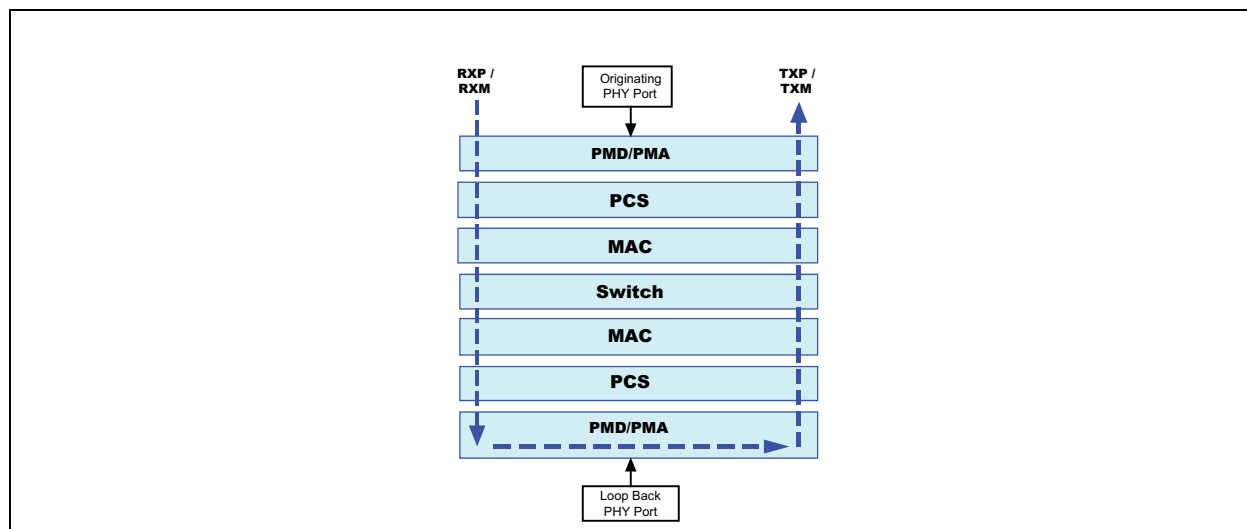 RXP /
RXM
Originating
PHY Port
TXP /
TXM
PMD/PMA
PCS
MAC
Switch
MAC
PCS
PMD/PMA
Loop Back
PHY Port